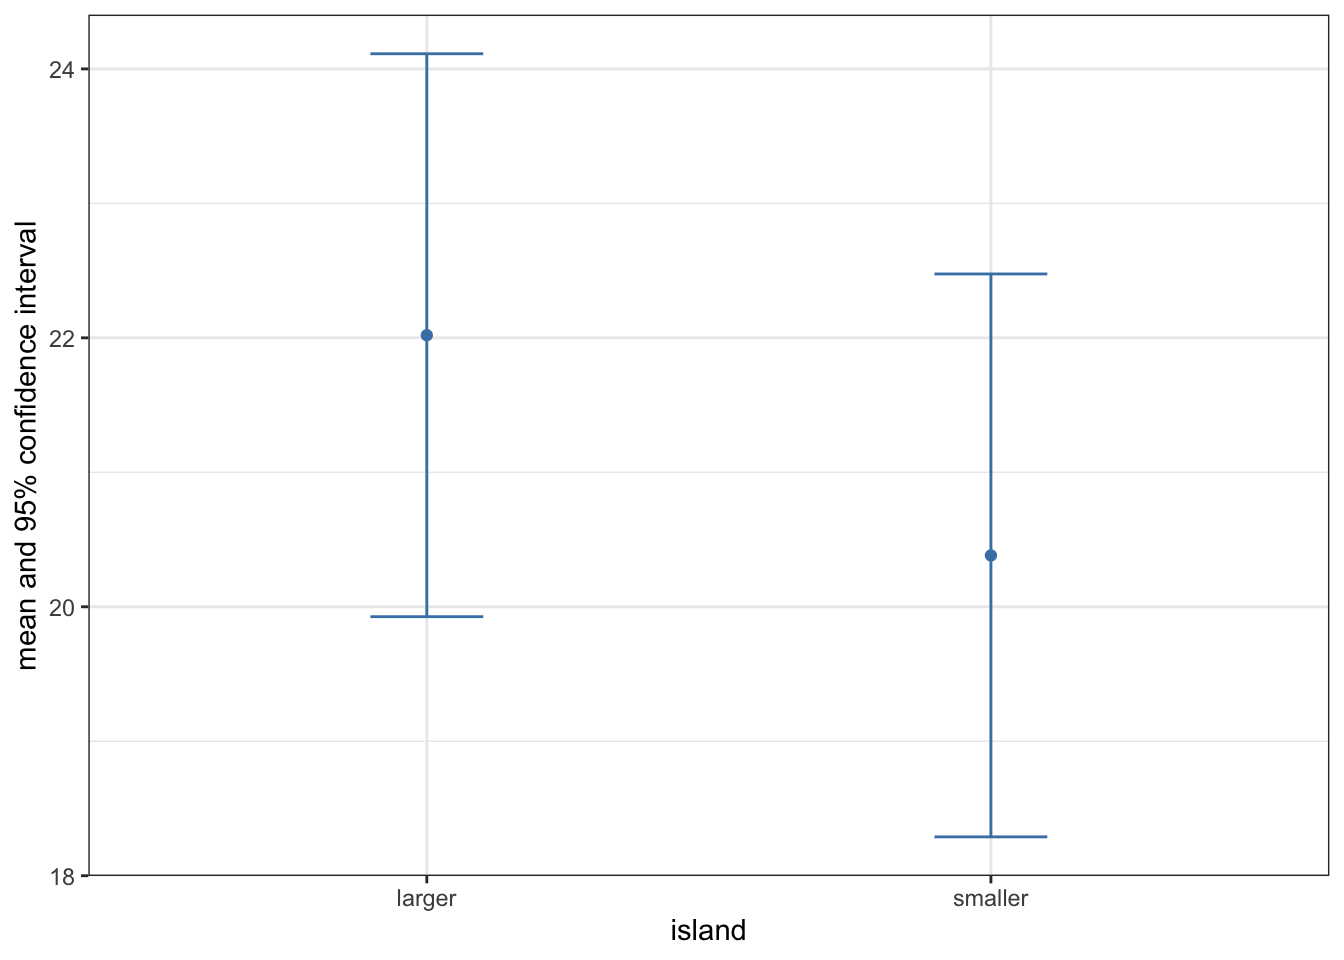 mean and 95% confidence interval
24
22
20
18
larger
smaller
island